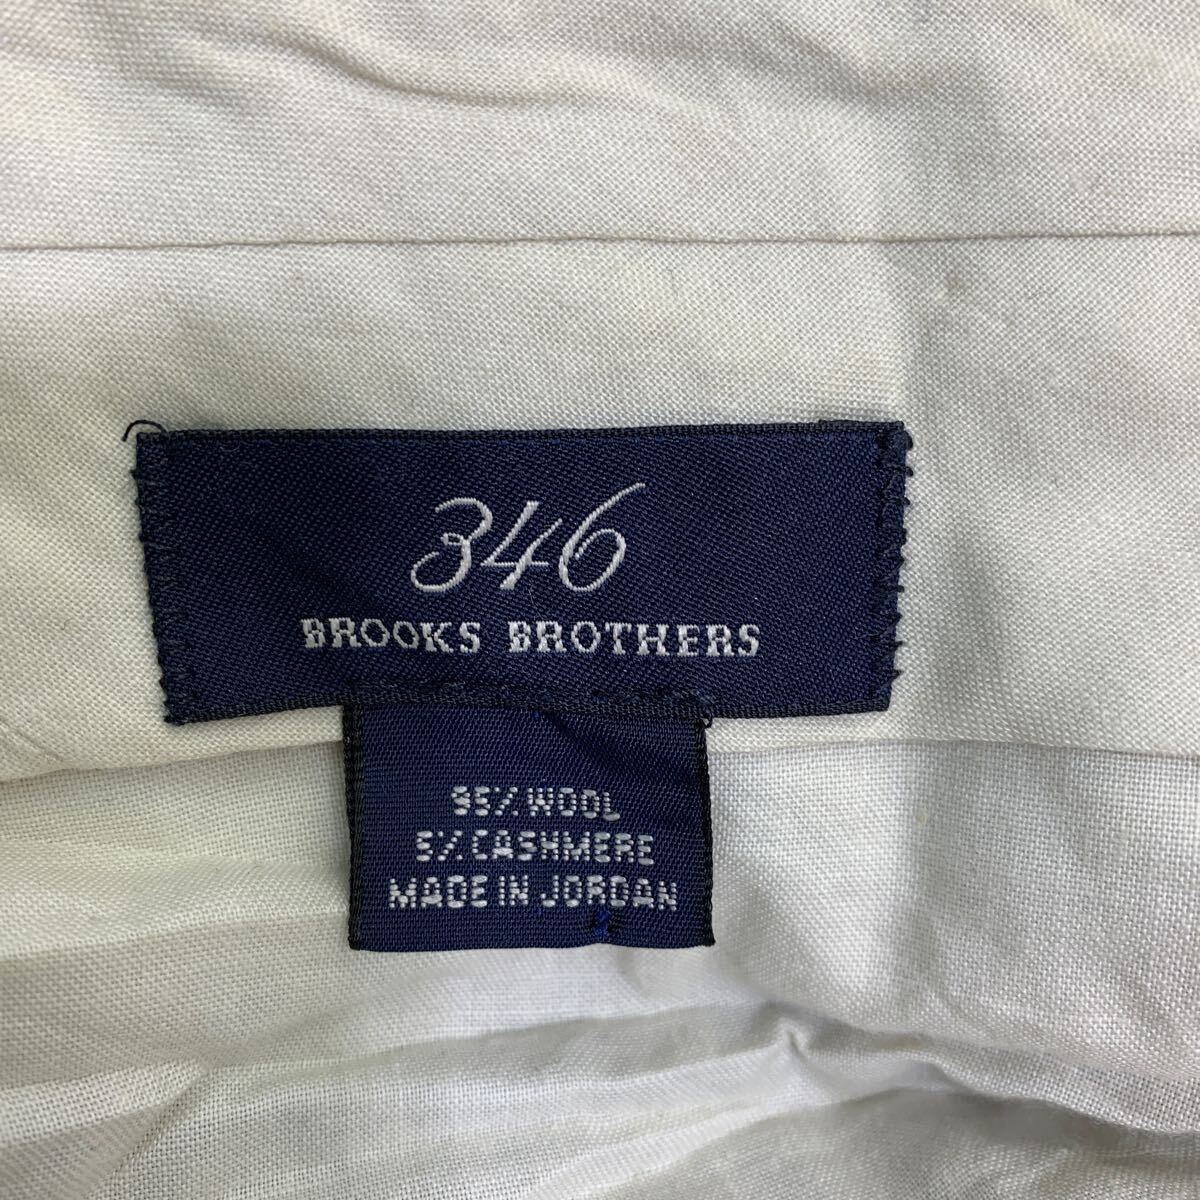 346
BROOKS BROTHERS
95% WOOL
5% CASHMERE
MADE IN JORDAN